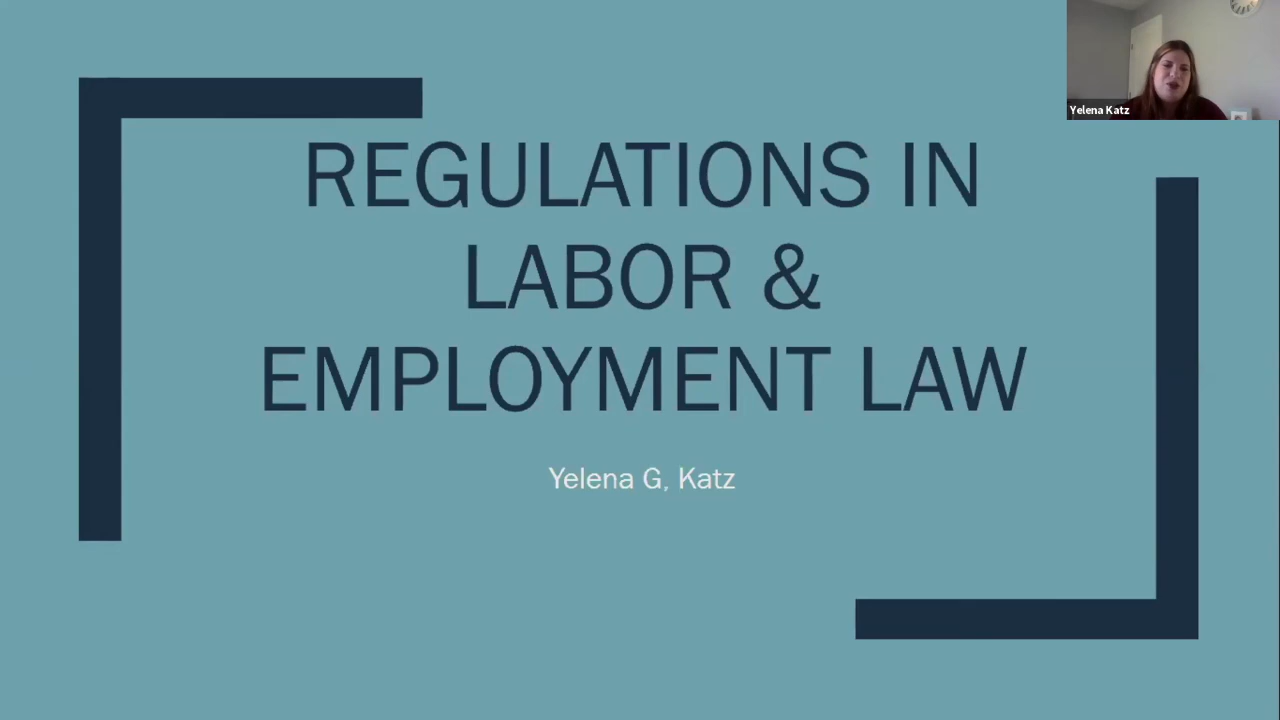 Yelena Katz
REGULATIONS IN
LABOR &
EMPLOYMENT LAW
Yelena G, Katz